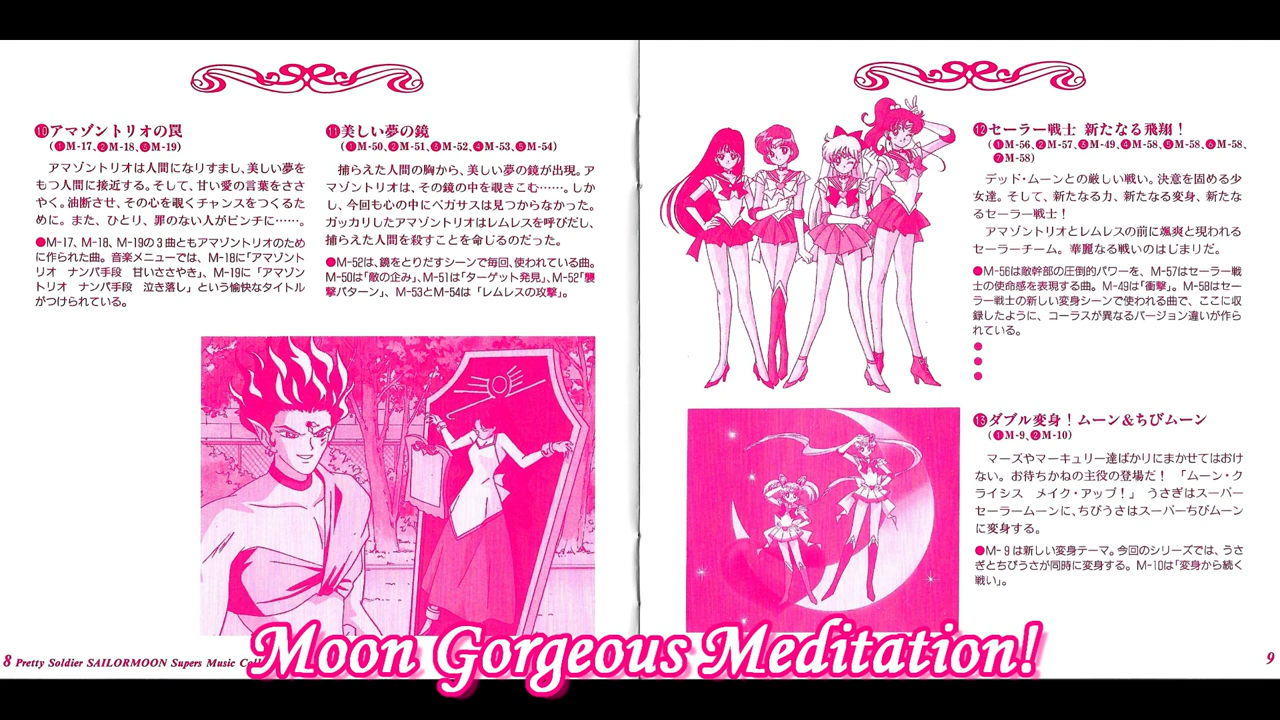 ⑩アマゾントリオの罠
(❶M-17、❷M-18、❸M-19)
アマゾントリオは人間になりすまし、美しい夢を
もつ人間に接近する。そして、甘い愛の言葉をささ
やく。油断させ、その心を覗くチャンスをつくるた
めに。また、ひとり、罪のない人がピンチに……。
●M-17、M-18、M-19の3曲ともアマゾントリオのため
に作られた曲。音楽メニューでは、M-18に「アマゾント
リオ ナンパ手段 甘いささやき」、M-19に「アマゾン
トリオ ナンパ手段 泣き落し」という愉快なタイトル
がつけられている。
⑪美しい夢の鏡
(❶M-50、❷M-51、❸M-52、❹M-53、❺M-54)
捕らえた人間の胸から、美しい夢の鏡が出現。ア
マゾントリオは、その鏡の中を覗きこむ……。しか
し、今回も心の中にペガサスは見つからなかった。
ガッカリしたアマゾントリオはレムレスを呼びだし、
捕らえた人間を殺すことを命じるのだった。
●M-52は、鏡をとりだすシーンで毎回、使われている曲。
M-50は「敵の企み」、M-51は「ターゲット発見」、M-52「襲
撃パターン」、M-53とM-54は「レムレスの攻撃」。
8 Pretty Soldier SAILORMOON Supers Music Coll
⑫セーラー戦士 新たなる飛翔!
(❶M-56、❷M-57、❸M-49、❹M-58、❺M-58、❻M-58、
❼M-58)
デッド・ムーンとの厳しい戦い。決意を固める少
女達。そして、新たなる力、新たなる変身、新たな
るセーラー戦士!
アマゾントリオとレムレスの前に颯爽と現われる
セーラーチーム。華麗なる戦いのはじまりだ。
●M-56は敵幹部の圧倒的パワーを、M-57はセーラー戦
士の使命感を表現する曲。M-49は「衝撃」。M-58はセー
ラー戦士の新しい変身シーンで使われる曲で、ここに収
録したように、コーラスが異なるバージョン違いが作ら
れている。
●
●
●
⑬ダブル変身!ムーン&ちびムーン
(❶M-9、❷M-10)
マーズやマーキュリー達ばかりにまかせてはおけ
ない。お待ちかねの主役の登場だ! 「ムーン・ク
ライシス メイク・アップ!」 うさぎはスーパー
セーラームーンに、ちびうさはスーパーちびムーン
に変身する。
●M-9は新しい変身テーマ。今回のシリーズでは、うさ
ぎとちびうさが同時に変身する。M-10は「変身から続く
戦い」。
9
Moon Gorgeous Meditation!